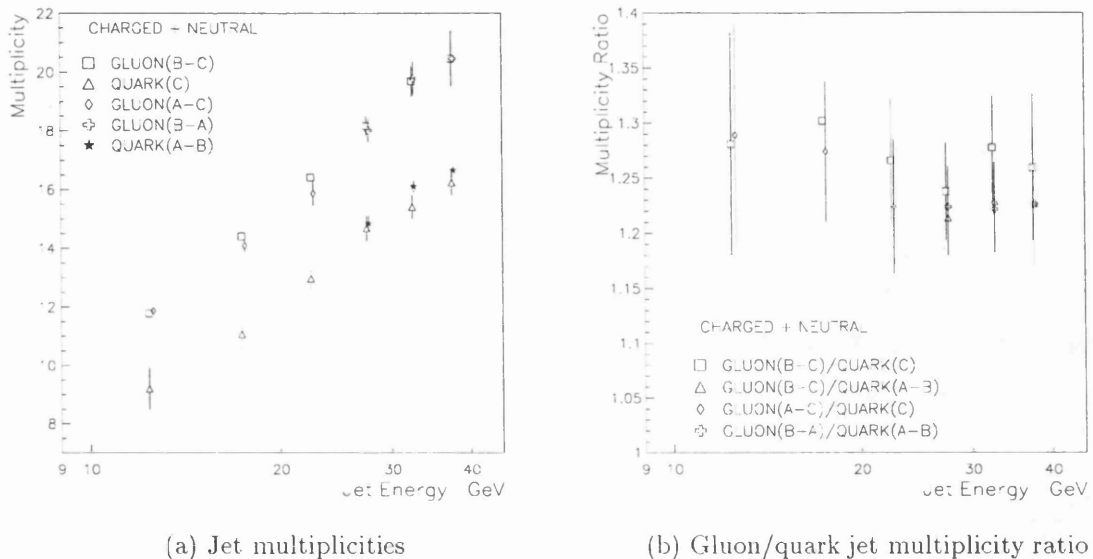 CHARGED + NEUTRAL
GLUON(B-C)
QUARK(C)
GLUON(A-C)
GLUON(B-A)
QUARK(A-B)
Multiplicity
22
20
18
16
14
12
10
8
9 10 20 30 40
Jet Energy GeV
(a) Jet multiplicities
Multiplicity Ratio
1.4
1.35
1.3
1.25
1.2
1.15
1.1
1.05
1
CHARGED + NEUTRAL
GLUON(B-C)/QUARK(C)
GLUON(B-C)/QUARK(A-B)
GLUON(A-C)/QUARK(C)
GLUON(B-A)/QUARK(A-B)
9 10 20 30 40
Jet Energy GeV
(b) Gluon/quark jet multiplicity ratio